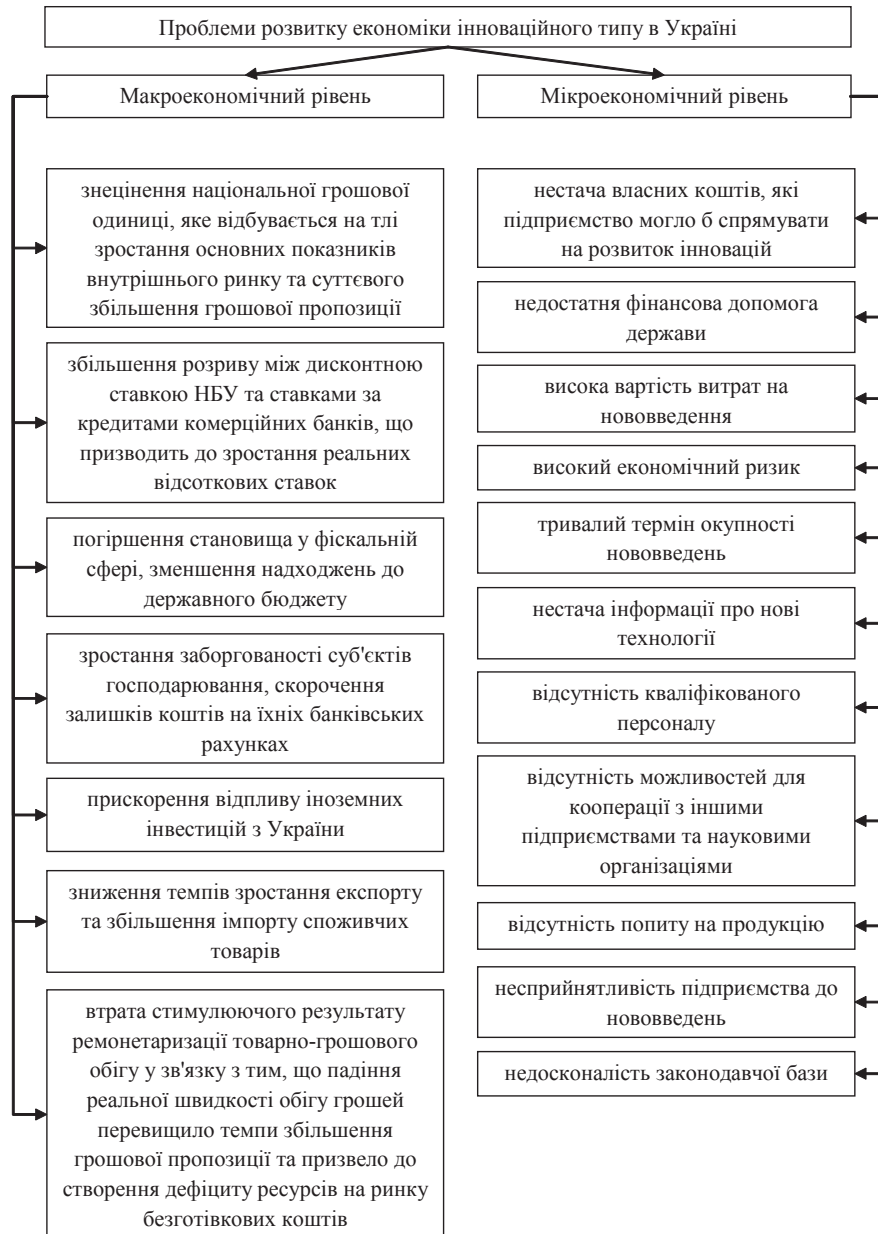 Проблеми розвитку економіки інноваційного типу в Україні
Макроекономічний рівень
знецінення національної грошової
одиниці, яке відбувається на тлі
зростання основних показників
внутрішнього ринку та суттєвого
збільшення грошової пропозиції
збільшення розриву між дисконтною
ставкою НБУ та ставками за
кредитами комерційних банків, що
призводить до зростання реальних
відсоткових ставок
погіршення становища у фіскальній
сфері, зменшення надходжень до
державного бюджету
зростання заборгованості суб'єктів
господарювання, скорочення
залишків коштів на їхніх банківських
рахунках
прискорення відпливу іноземних
інвестицій з України
зниження темпів зростання експорту
та збільшення імпорту споживчих
товарів
втрата стимулюючого результату
ремонетаризації товарно-грошового
обігу у зв'язку з тим, що падіння
реальної швидкості обігу грошей
перевищило темпи збільшення
грошової пропозиції та призвело до
створення дефіциту ресурсів на ринку
безготівкових коштів
Мікроекономічний рівень
нестача власних коштів, які
підприємство могло б спрямувати
на розвиток інновацій
недостатня фінансова допомога
держави
висока вартість витрат на
нововведення
високий економічний ризик
тривалий термін окупності
нововведень
нестача інформації про нові
технології
відсутність кваліфікованого
персоналу
відсутність можливостей для
кооперації з іншими
підприємствами та науковими
організаціями
відсутність попиту на продукцію
несприйнятливість підприємства до
нововведень
недосконалість законодавчої бази